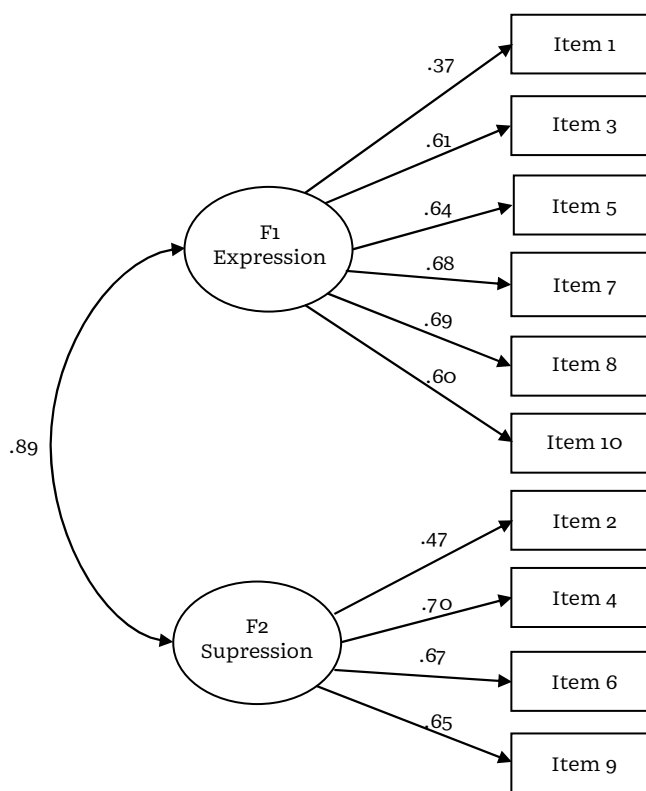 Item 1
.37
Item 3
.61
Item 5
.64
F1
Expression
.68
Item 7
.69
Item 8
.60
Item 10
.89
Item 2
.47
Item 4
.70
F2
Supression
.67
Item 6
.65
Item 9